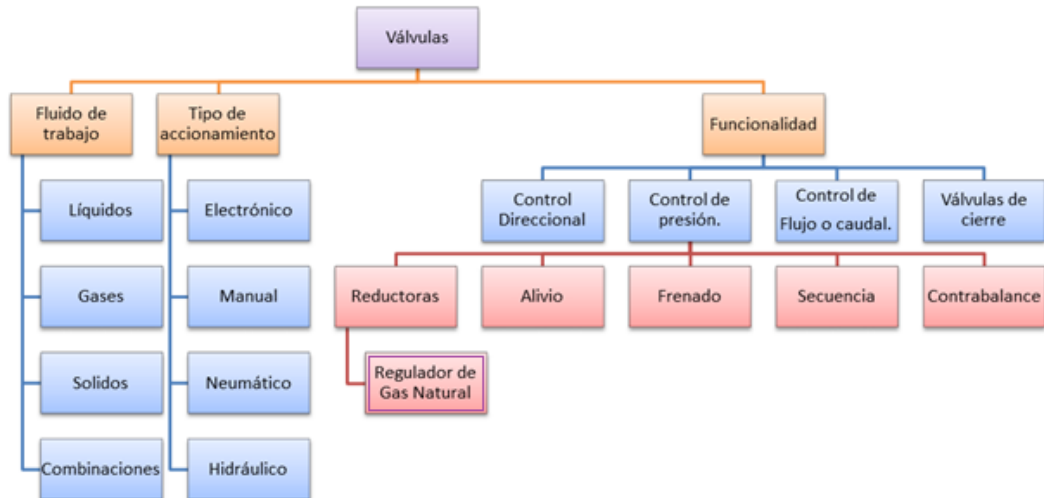 Válvulas
Fluido de
trabajo
Tipo de
accionamiento
Funcionalidad
Líquidos
Gases
Solidos
Combinaciones
Electrónico
Manual
Neumático
Hidráulico
Control
Direccional
Control de
presión.
Control de
Flujo o caudal.
Válvulas de
cierre
Reductoras
Alivio
Frenado
Secuencia
Contrabalance
Regulador de
Gas Natural